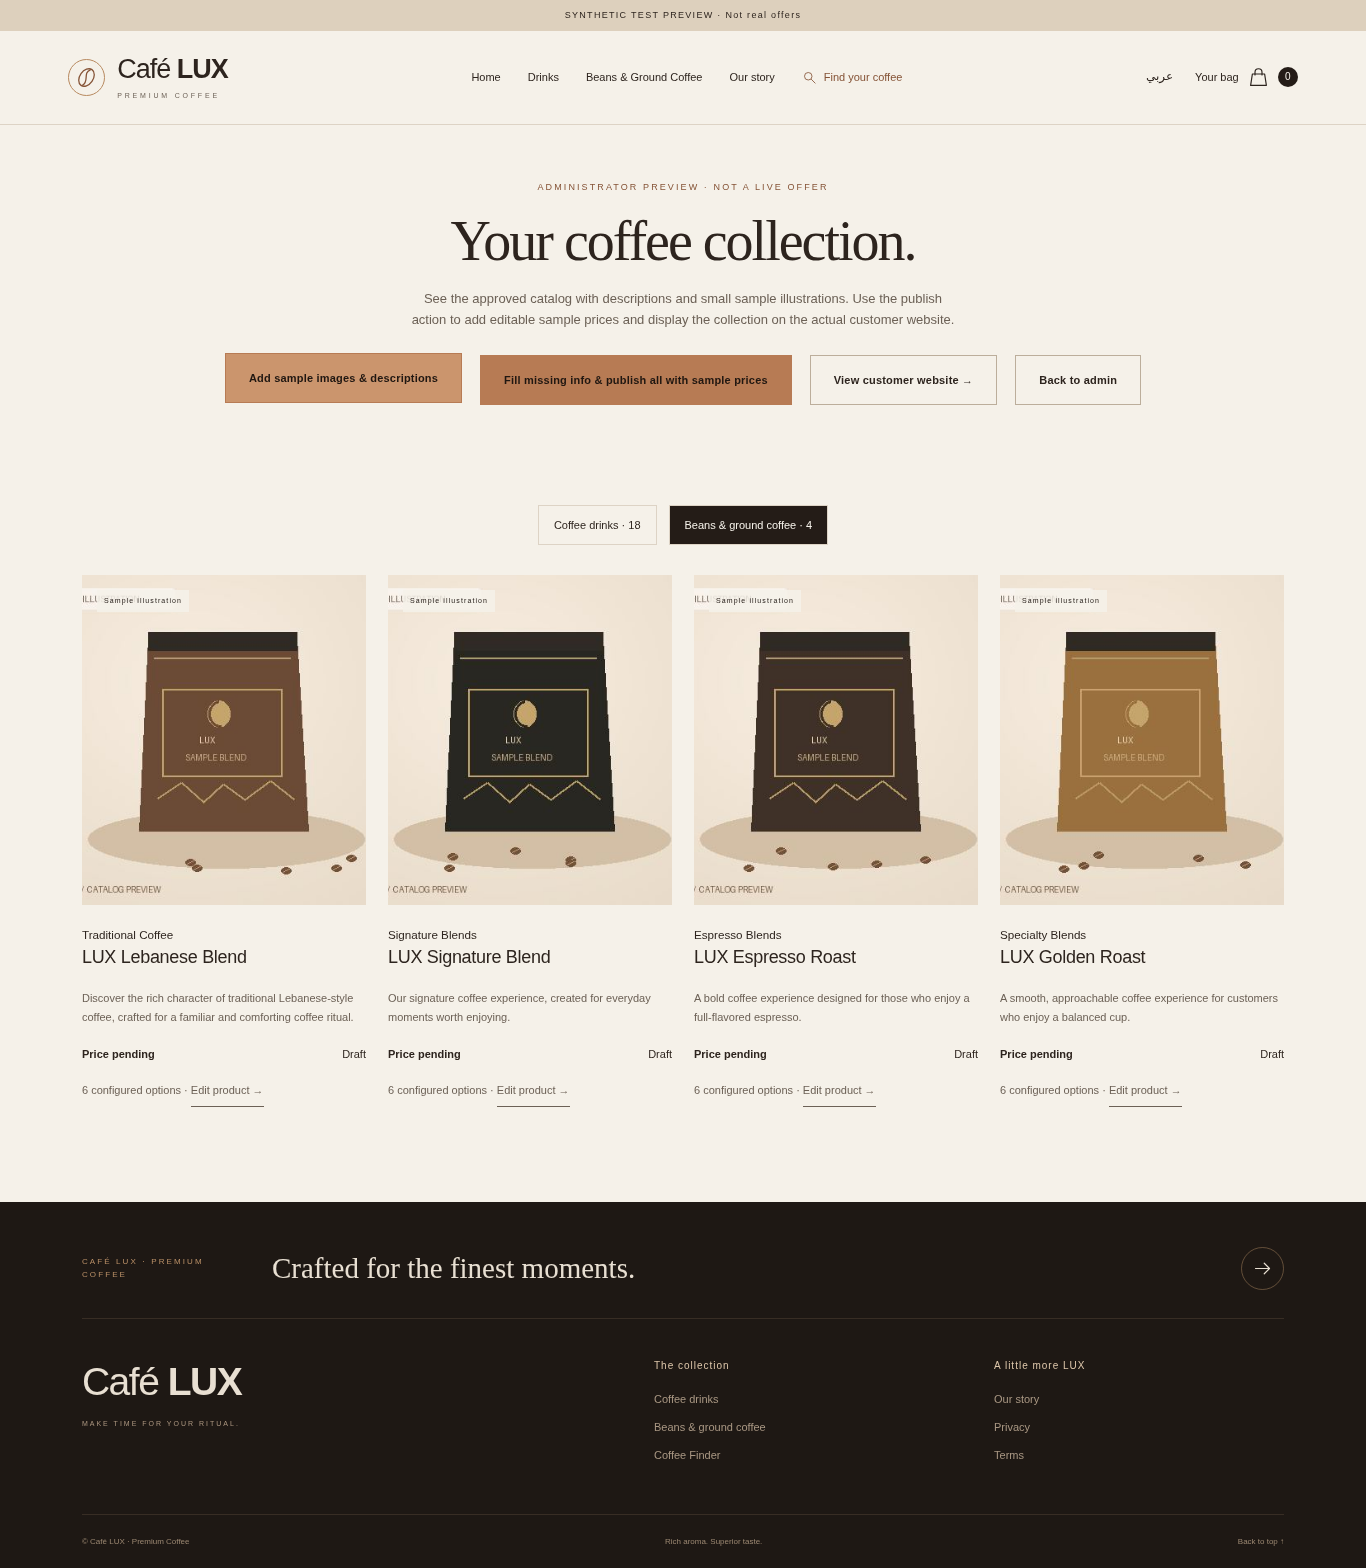 SYNTHETIC TEST PREVIEW · Not real offers
Café LUX
PREMIUM COFFEE
Home
Drinks
Beans & Ground Coffee
Our story
Find your coffee
عربي
Your bag
0
ADMINISTRATOR PREVIEW · NOT A LIVE OFFER
Your coffee collection.
See the approved catalog with descriptions and small sample illustrations. Use the publish
action to add editable sample prices and display the collection on the actual customer website.
Add sample images & descriptions
Fill missing info & publish all with sample prices
View customer website →
Back to admin
Coffee drinks · 18
Beans & ground coffee · 4
Sample illustration
LUX
SAMPLE BLEND
/ CATALOG PREVIEW
Traditional Coffee
LUX Lebanese Blend
Discover the rich character of traditional Lebanese-style
coffee, crafted for a familiar and comforting coffee ritual.
Price pending
Draft
6 configured options · Edit product →
Sample illustration
LUX
SAMPLE BLEND
/ CATALOG PREVIEW
Signature Blends
LUX Signature Blend
Our signature coffee experience, created for everyday
moments worth enjoying.
Price pending
Draft
6 configured options · Edit product →
Sample illustration
LUX
SAMPLE BLEND
/ CATALOG PREVIEW
Espresso Blends
LUX Espresso Roast
A bold coffee experience designed for those who enjoy a
full-flavored espresso.
Price pending
Draft
6 configured options · Edit product →
Sample illustration
LUX
SAMPLE BLEND
/ CATALOG PREVIEW
Specialty Blends
LUX Golden Roast
A smooth, approachable coffee experience for customers
who enjoy a balanced cup.
Price pending
Draft
6 configured options · Edit product →
CAFÉ LUX · PREMIUM
COFFEE
Crafted for the finest moments.
Café LUX
MAKE TIME FOR YOUR RITUAL.
The collection
Coffee drinks
Beans & ground coffee
Coffee Finder
A little more LUX
Our story
Privacy
Terms
© Café LUX · Premium Coffee
Rich aroma. Superior taste.
Back to top ↑